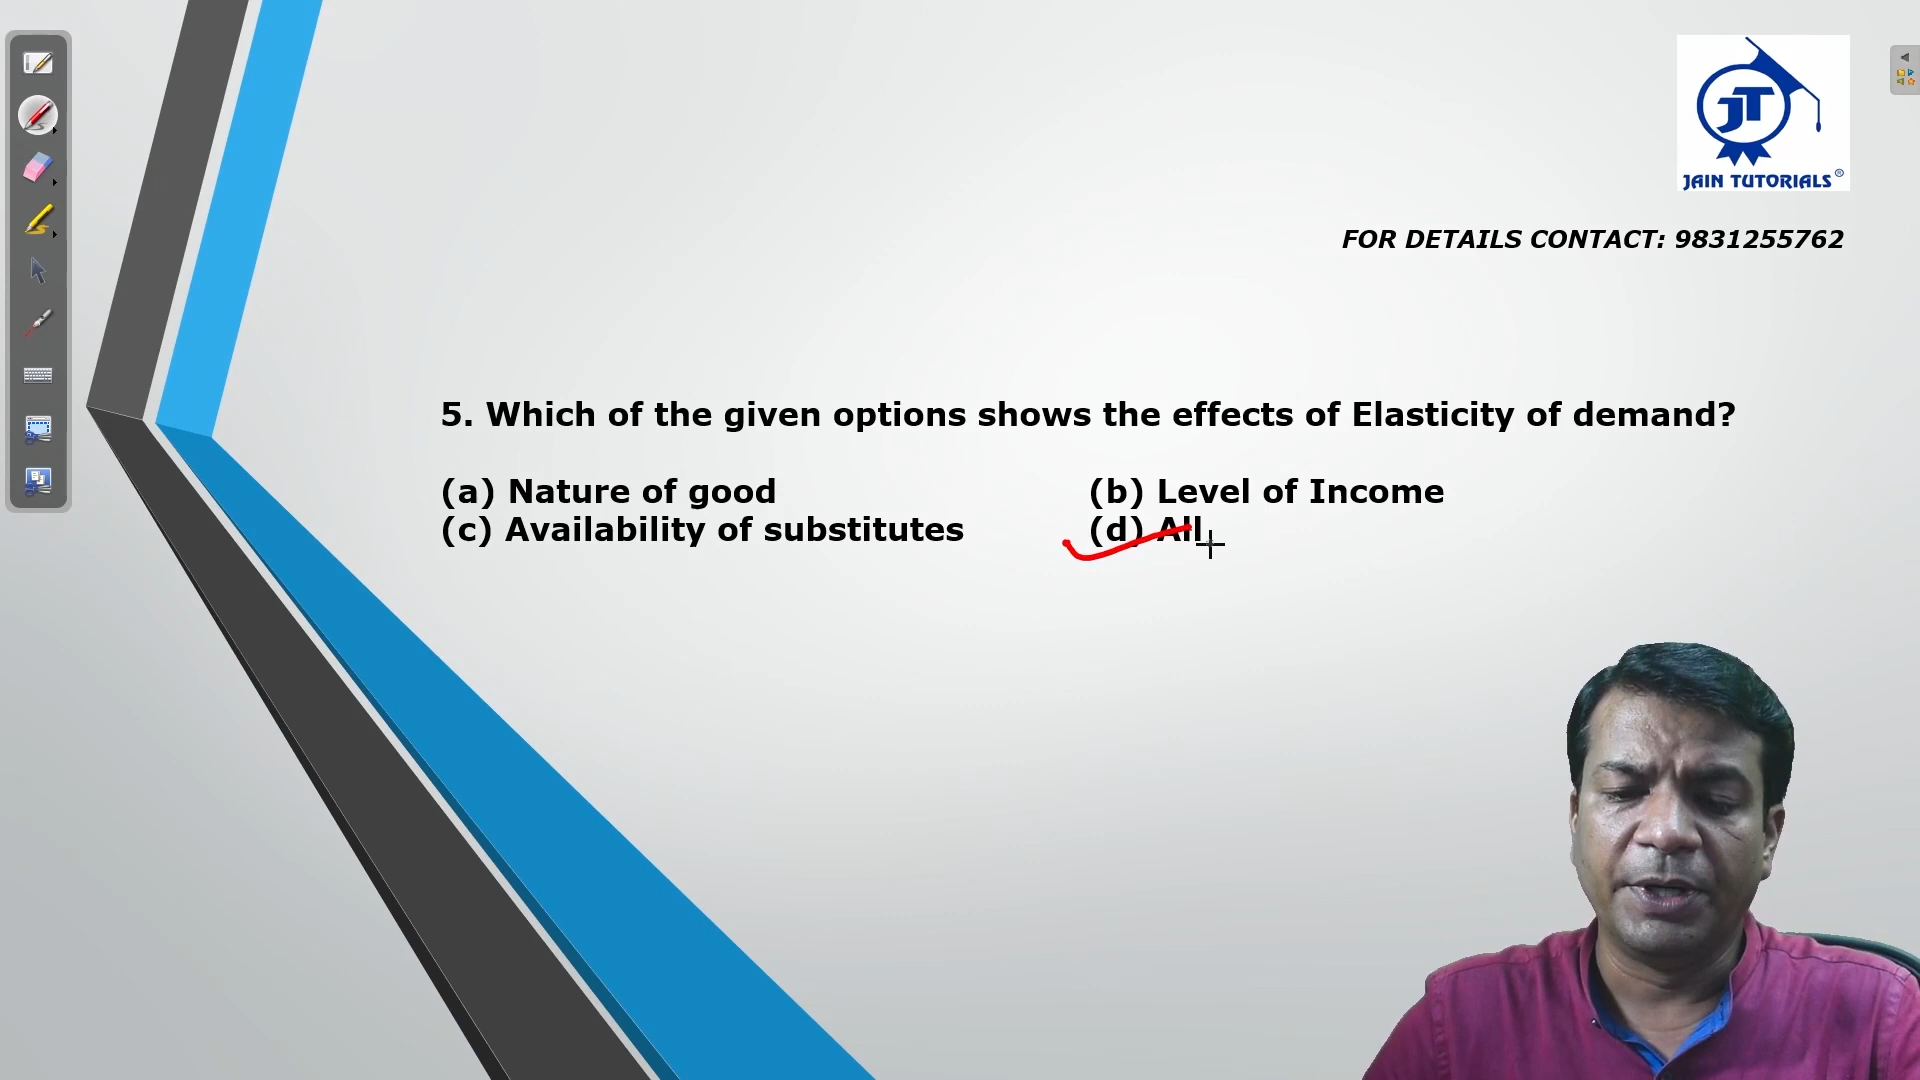 JT
JAIN TUTORIALS®
FOR DETAILS CONTACT: 9831255762
5. Which of the given options shows the effects of Elasticity of demand?
(a) Nature of good (b) Level of Income
(c) Availability of substitutes (d) All